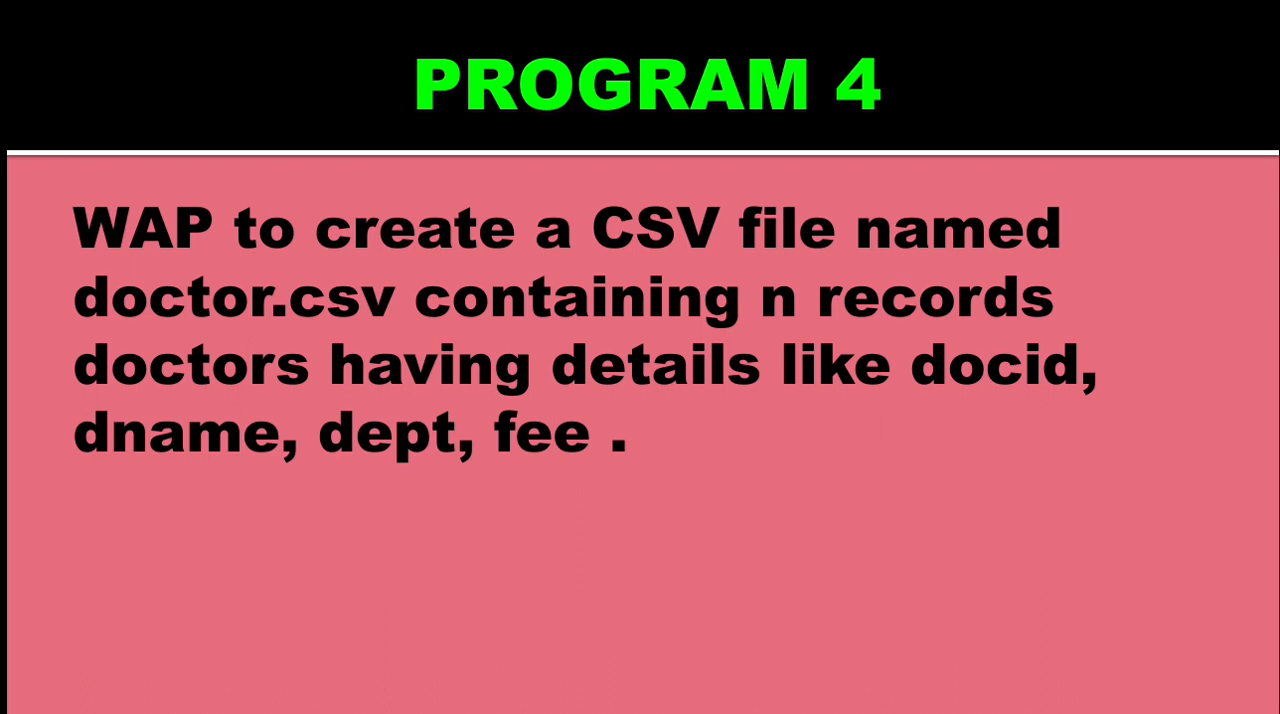 PROGRAM 4
WAP to create a CSV file named
doctor.csv containing n records
doctors having details like docid,
dname, dept, fee .